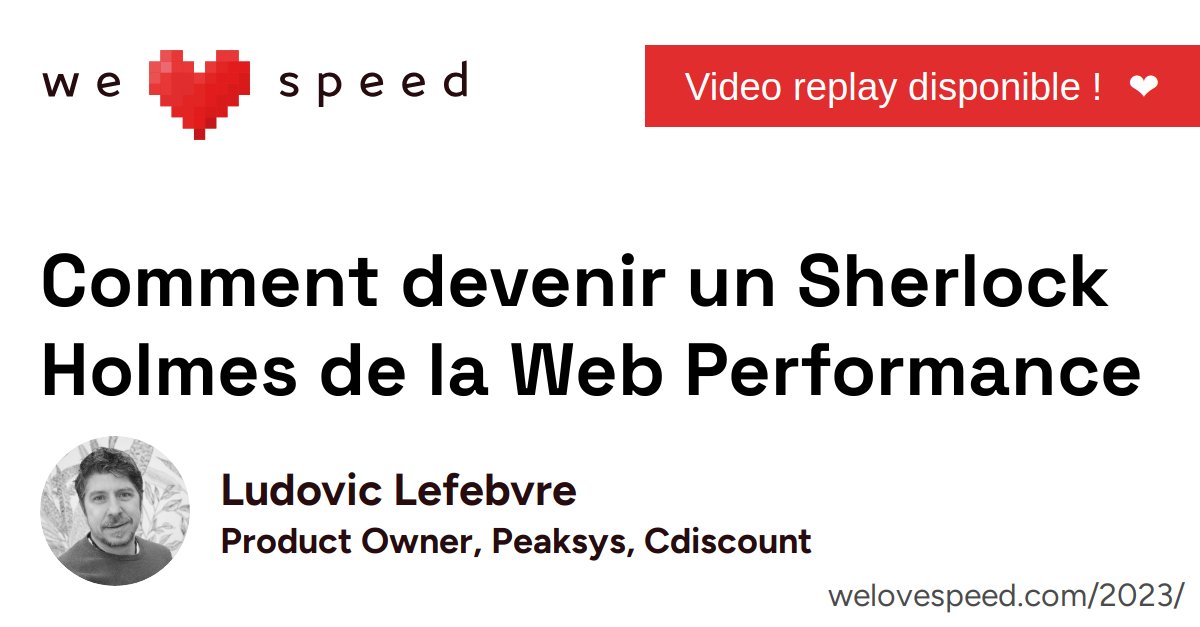 we ❤ speed
Video replay disponible ! ❤
Comment devenir un Sherlock
Holmes de la Web Performance
Ludovic Lefebvre
Product Owner, Peaksys, Cdiscount
welovespeed.com/2023/